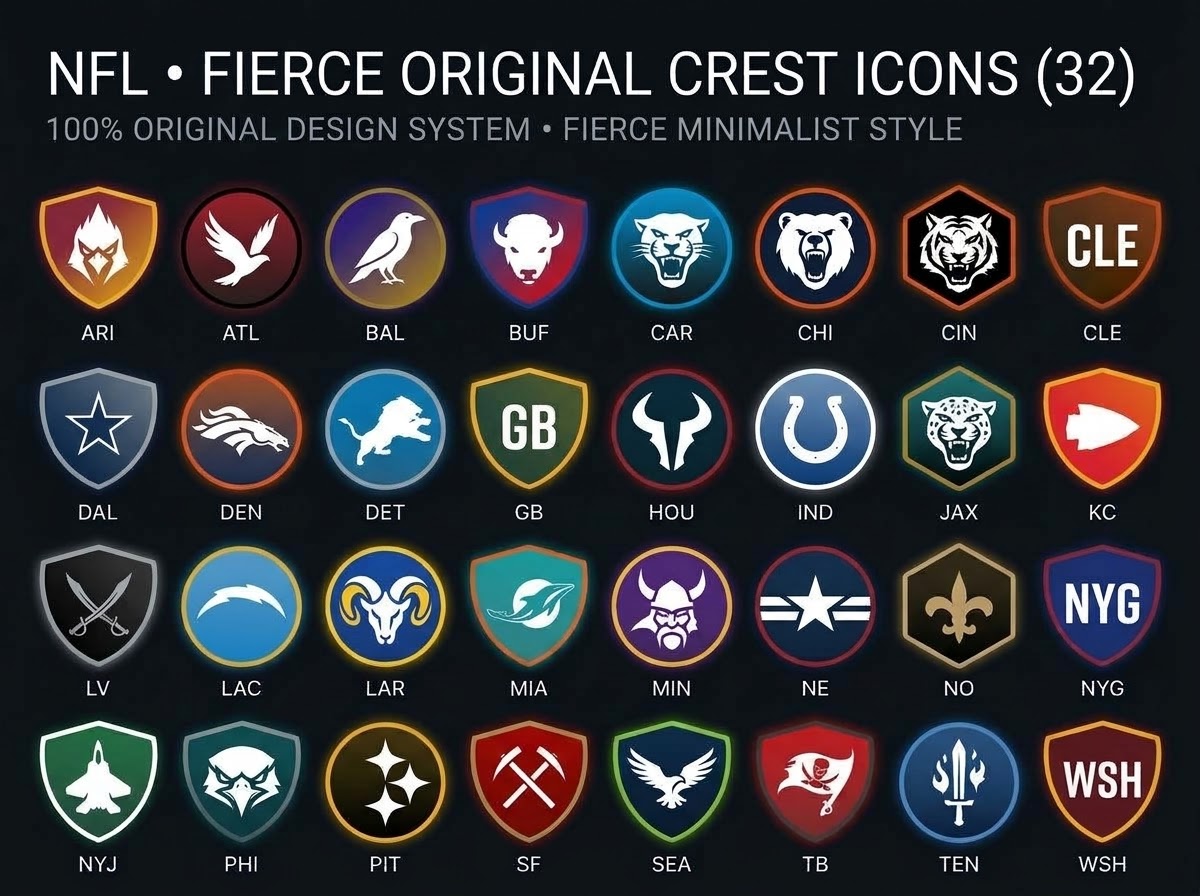 NFL • FIERCE ORIGINAL CREST ICONS (32)
100% ORIGINAL DESIGN SYSTEM • FIERCE MINIMALIST STYLE
CLE
ARI ATL BAL BUF CAR CHI CIN CLE
GB
DAL DEN DET GB HOU IND JAX KC
NYG
LV LAC LAR MIA MIN NE NO NYG
WSH
NYJ PHI PIT SF SEA TB TEN WSH